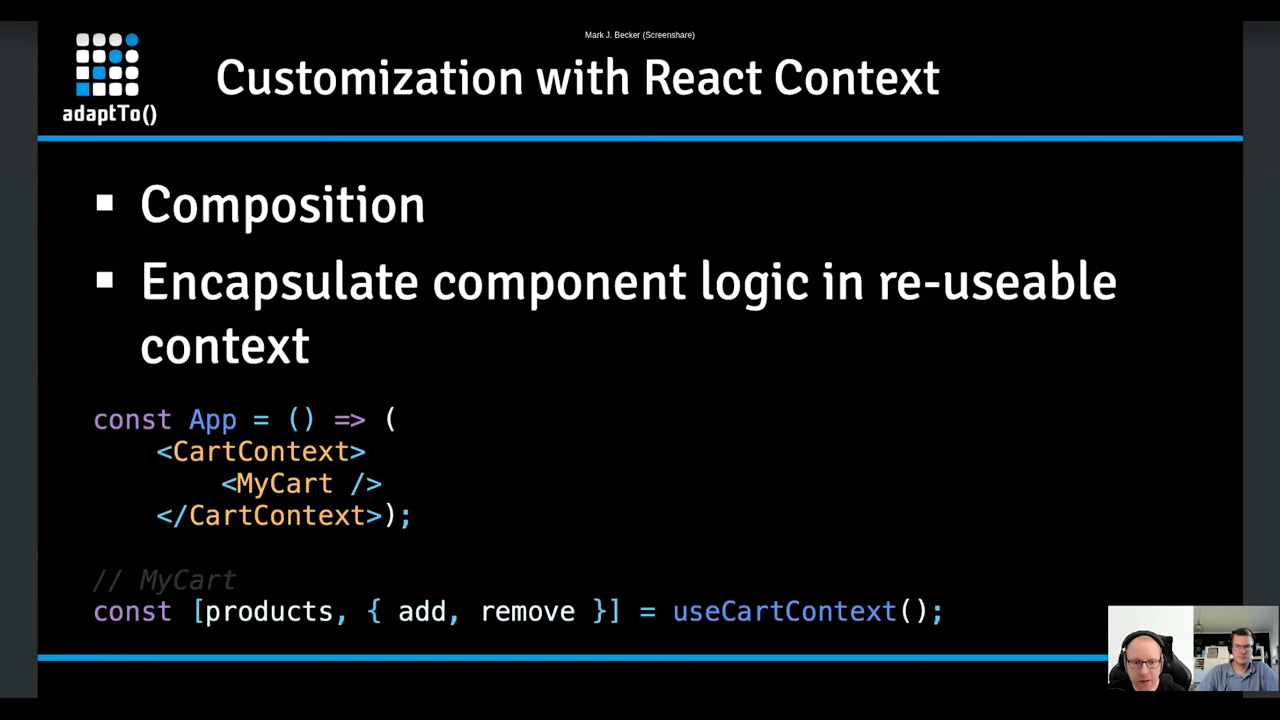 Mark J. Becker (Screenshare)
adaptTo()
Customization with React Context
Composition
Encapsulate component logic in re-useable
context
const App = () => (
<CartContext>
<MyCart />
</CartContext>);
// MyCart
const [products, { add, remove }] = useCartContext();